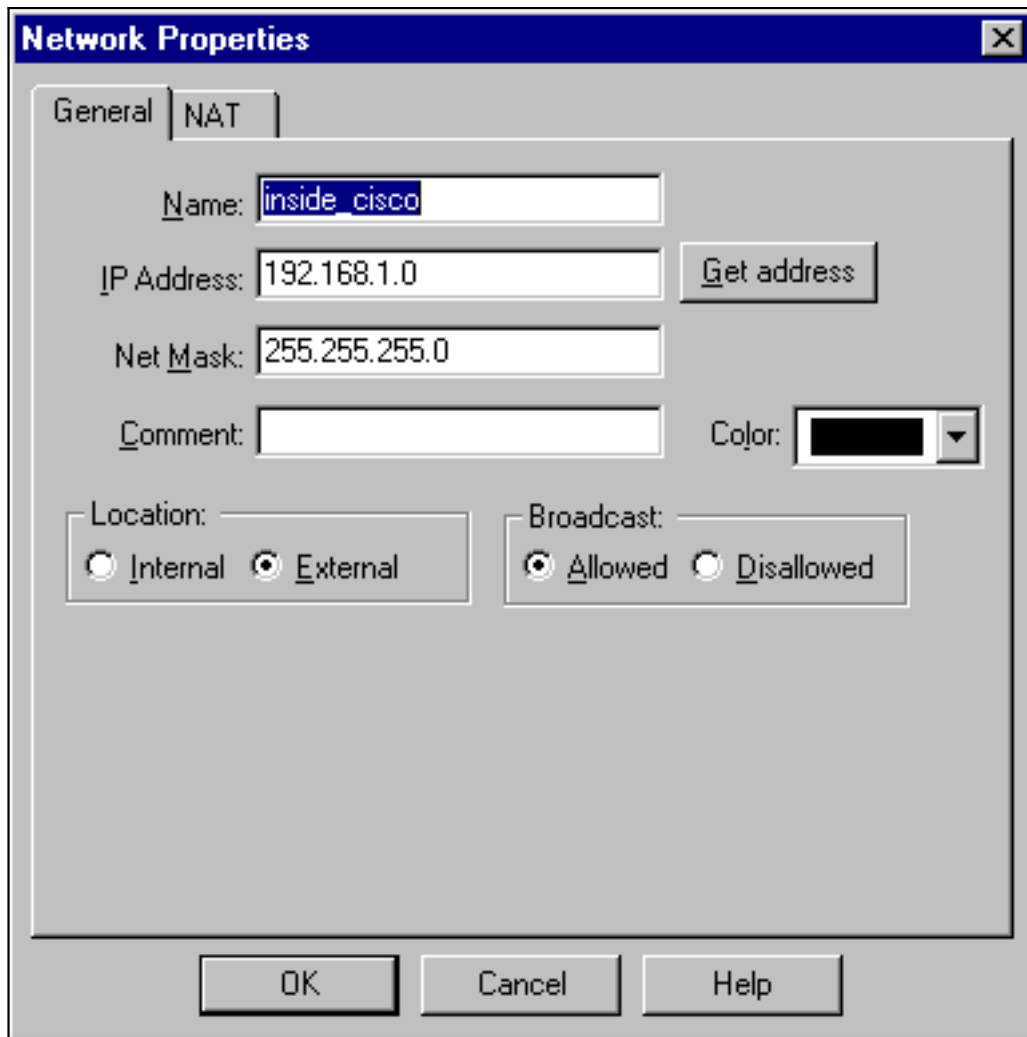 Network Properties
General NAT
Name: inside_cisco
IP Address: 192.168.1.0 Get address
Net Mask: 255.255.255.0
Comment: Color:
Location: Broadcast:
Internal External Allowed Disallowed
OK Cancel Help